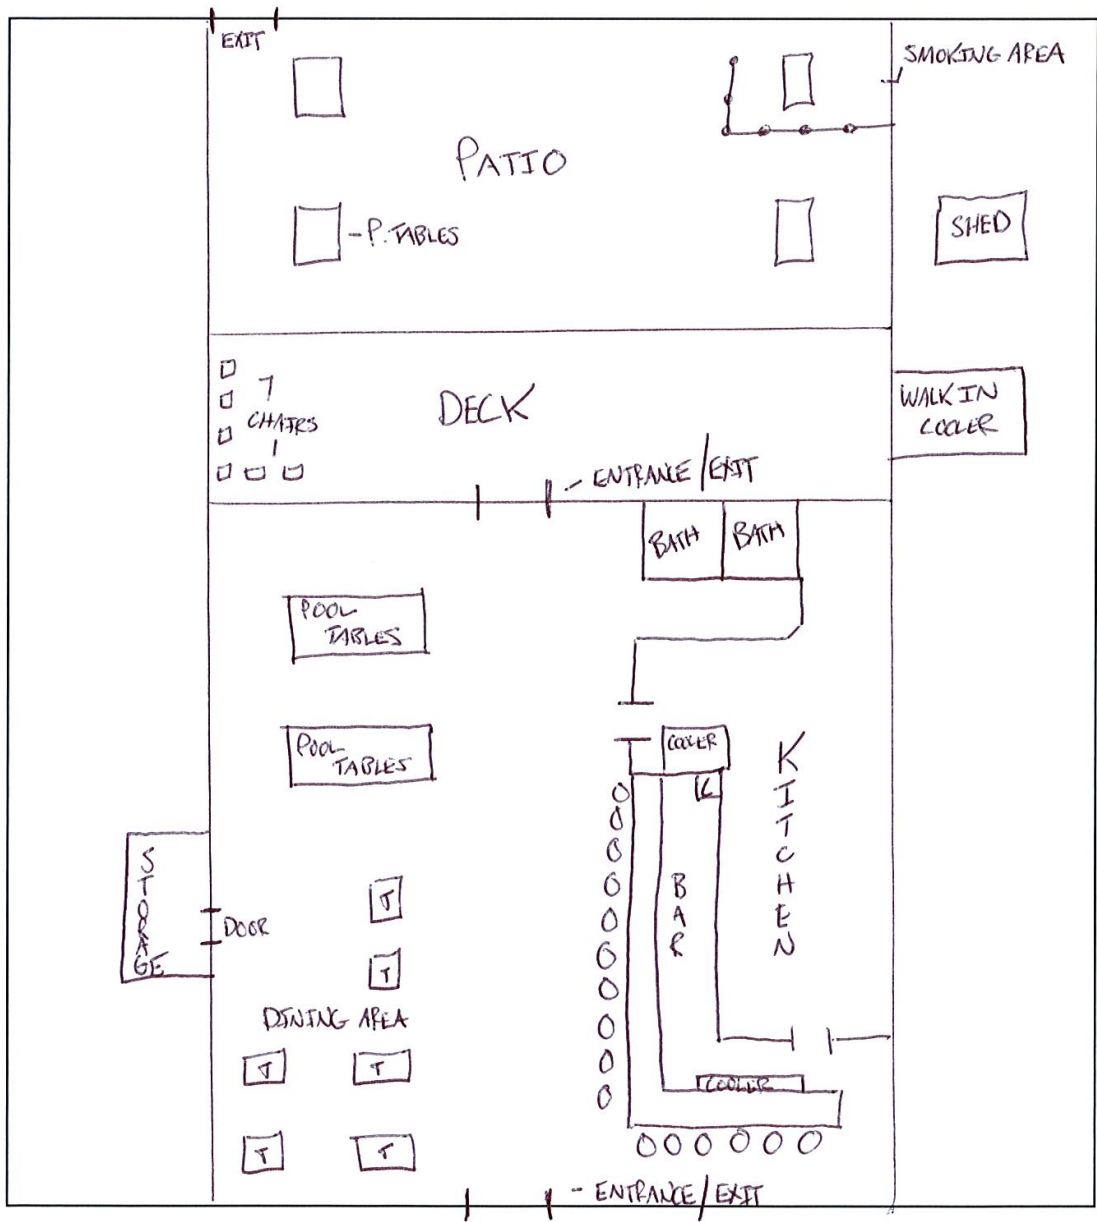 EXIT
SMOKING AREA
PATIO
- P. TABLES
SHED
7
CHAIRS
DECK
WALK IN
COOLER
- ENTRANCE/EXIT
BATH
BATH
POOL
TABLES
POOL
TABLES
COOLER
L
KITCHEN
STORAGE
DOOR
BAR
T
T
DINING AREA
T
T
COOLER
T
T
- ENTRANCE/EXIT